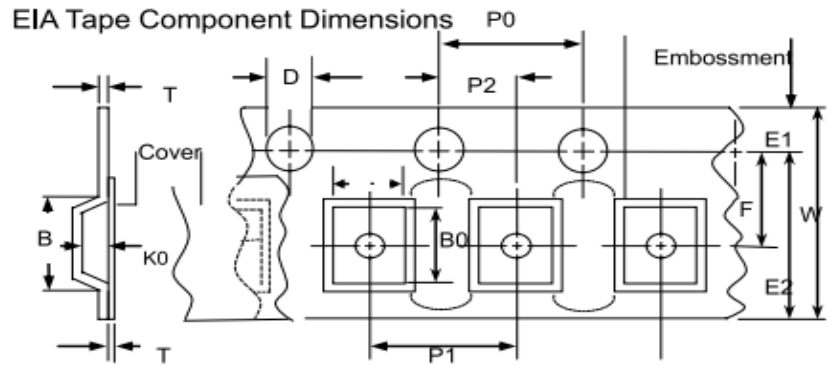 EIA Tape Component Dimensions
P0
D
P2
Embossment
T
Cover
E1
F
W
B
B0
K0
E2
T
P1